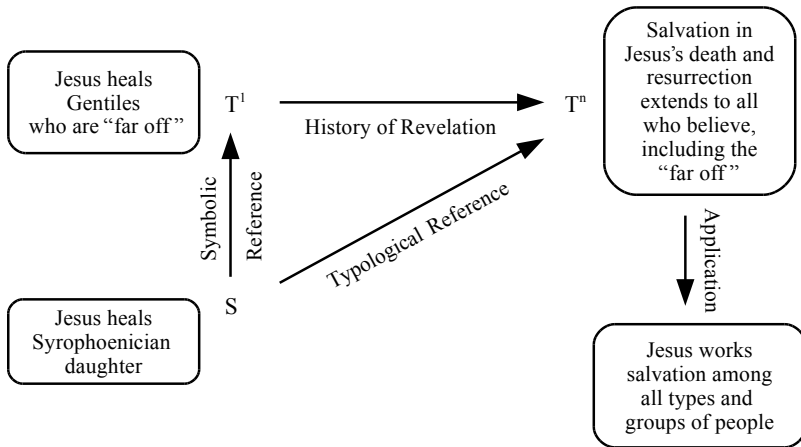 Jesus heals
Gentiles
who are “far off”
T¹
History of Revelation
Tⁿ
Salvation in
Jesus’s death and
resurrection
extends to all
who believe,
including the
“far off”
Symbolic
Reference
Typological Reference
Application
S
Jesus heals
Syrophoenician
daughter
Jesus works
salvation among
all types and
groups of people